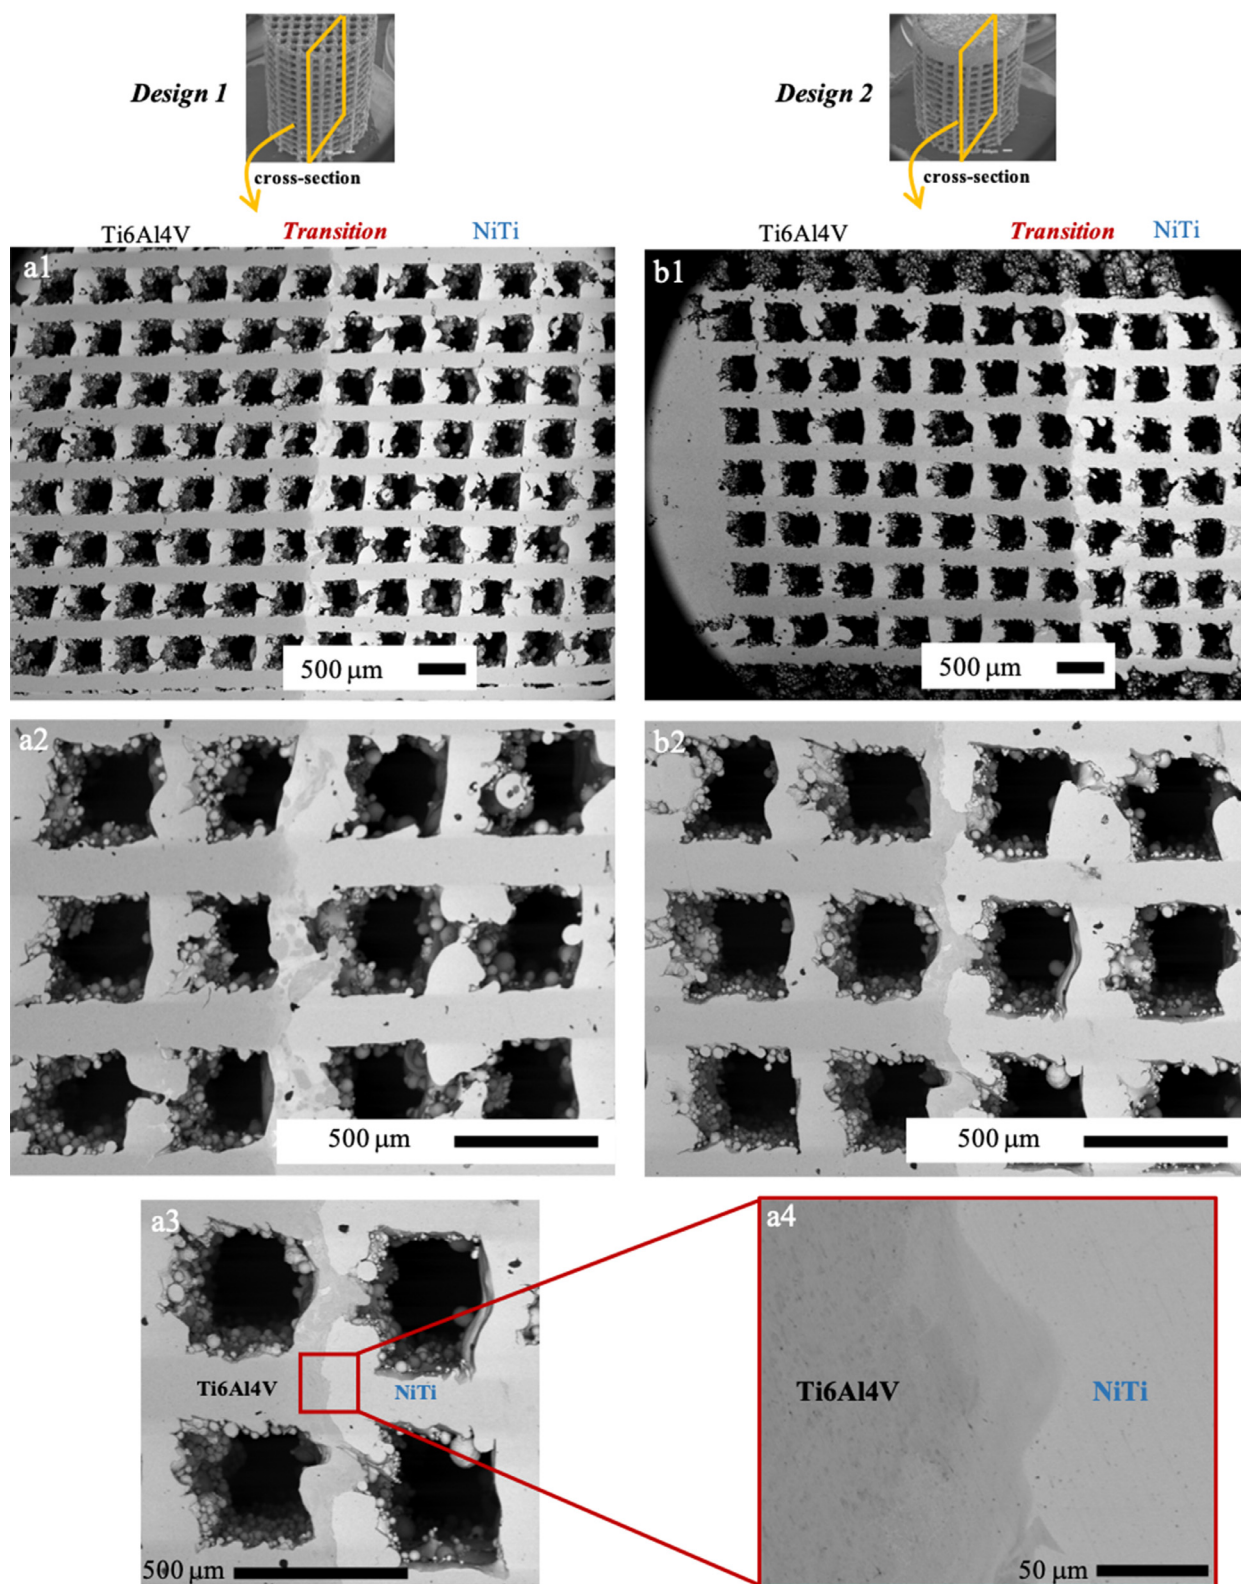 Design 1
Design 2
cross-section
cross-section
Ti6Al4V Transition NiTi
Ti6Al4V Transition NiTi
a1
b1
500 µm
500 µm
a2
b2
500 µm
500 µm
a3
a4
Ti6Al4V NiTi
Ti6Al4V NiTi
500 µm
50 µm